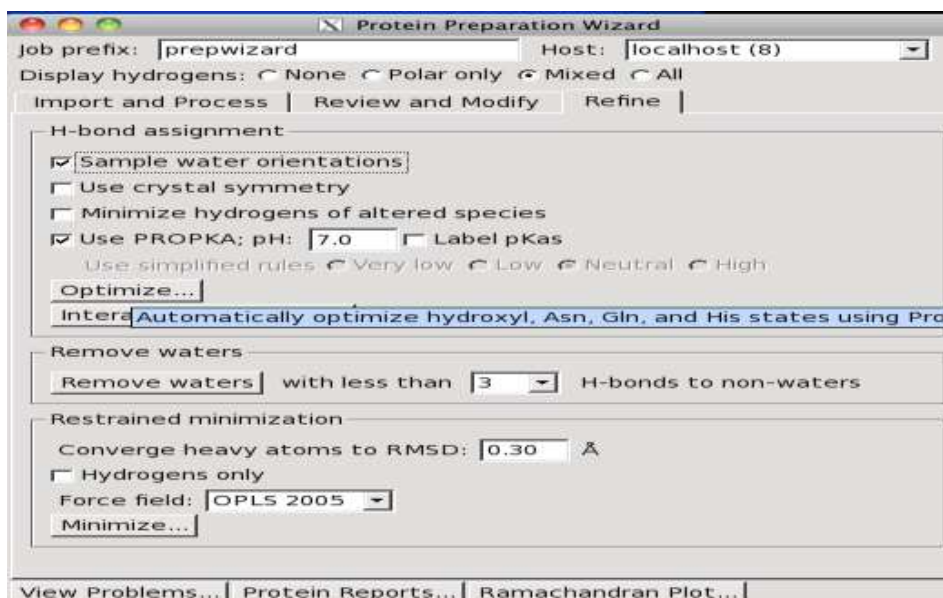 Protein Preparation Wizard
Job prefix: prepwizard Host: localhost (8)
Display hydrogens: None Polar only Mixed All
Import and Process Review and Modify Refine
H-bond assignment
Sample water orientations
Use crystal symmetry
Minimize hydrogens of altered species
Use PROPKA; pH: 7.0 Label pKas
Use simplified rules Very low Low Neutral High
Optimize...
Intera Automatically optimize hydroxyl, Asn, Gln, and His states using Pro
Remove waters
Remove waters with less than 3 H-bonds to non-waters
Restrained minimization
Converge heavy atoms to RMSD: 0.30 Å
Hydrogens only
Force field: OPLS 2005
Minimize...
View Problems... Protein Reports... Ramachandran Plot...